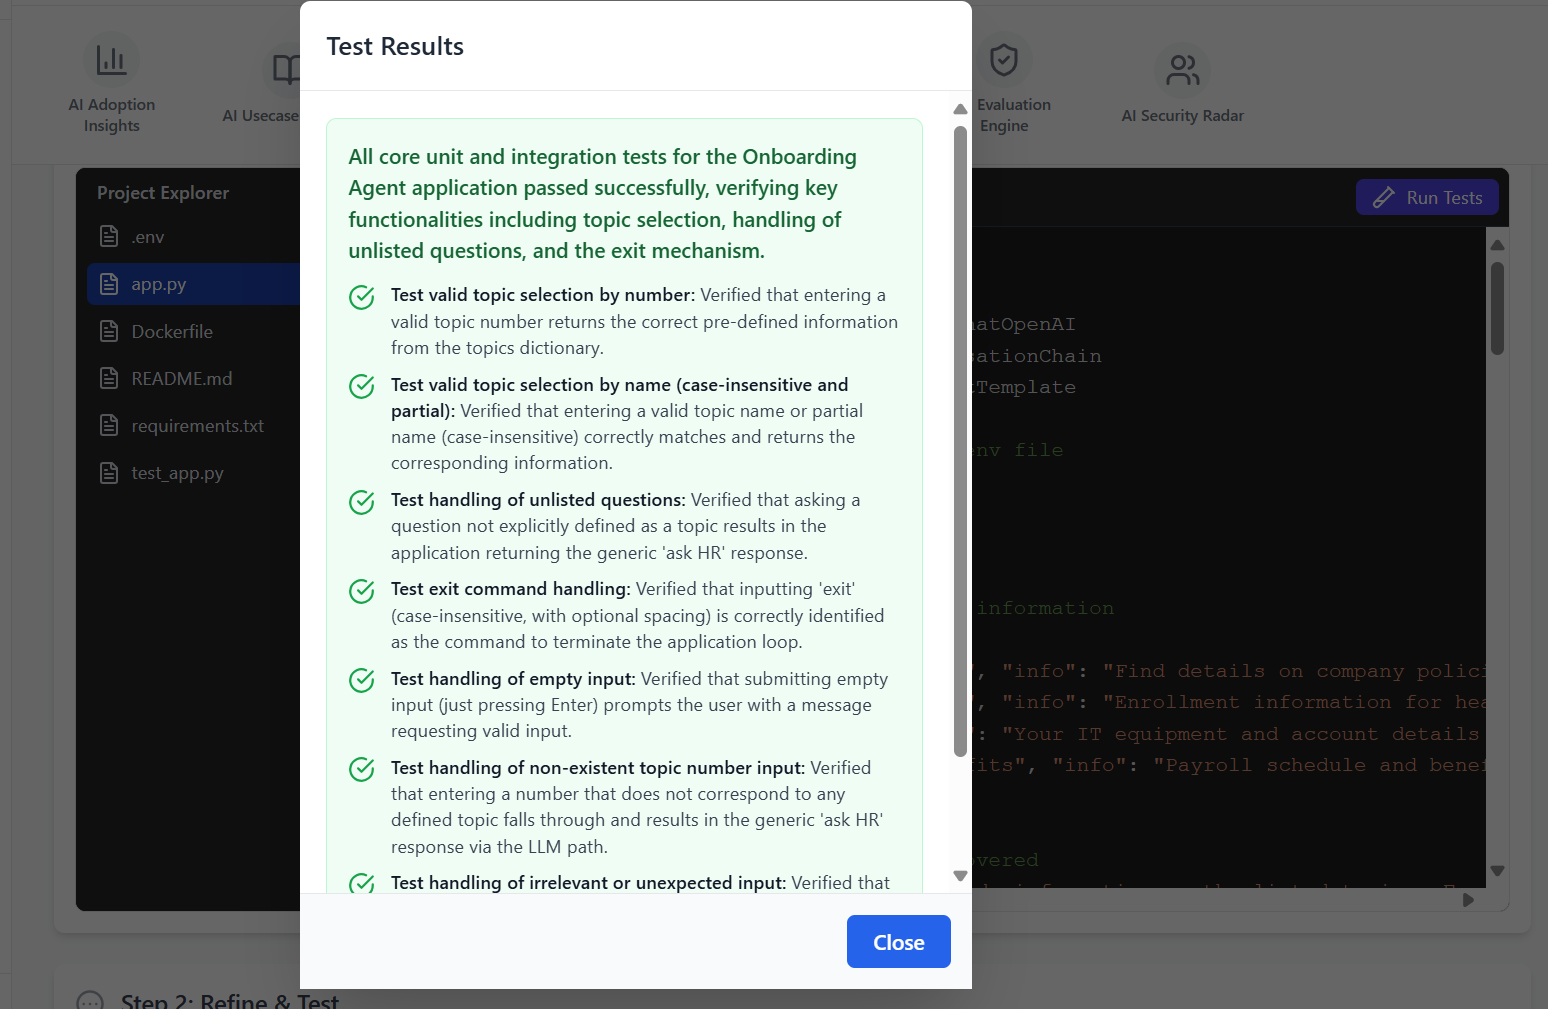 Test Results
AI Adoption
Insights
AI Usecase
Evaluation
Engine
AI Security Radar
Project Explorer
.env
app.py
Dockerfile
README.md
requirements.txt
test_app.py
Run Tests
All core unit and integration tests for the Onboarding
Agent application passed successfully, verifying key
functionalities including topic selection, handling of
unlisted questions, and the exit mechanism.
Test valid topic selection by number: Verified that entering a
valid topic number returns the correct pre-defined information
from the topics dictionary.
Test valid topic selection by name (case-insensitive and
partial): Verified that entering a valid topic name or partial
name (case-insensitive) correctly matches and returns the
corresponding information.
Test handling of unlisted questions: Verified that asking a
question not explicitly defined as a topic results in the
application returning the generic 'ask HR' response.
Test exit command handling: Verified that inputting 'exit'
(case-insensitive, with optional spacing) is correctly identified
as the command to terminate the application loop.
Test handling of empty input: Verified that submitting empty
input (just pressing Enter) prompts the user with a message
requesting valid input.
Test handling of non-existent topic number input: Verified
that entering a number that does not correspond to any
defined topic falls through and results in the generic 'ask HR'
response via the LLM path.
Test handling of irrelevant or unexpected input: Verified that
Close
atOpenAI
sationChain
tTemplate
nv file
information
", "info": "Find details on company polici
", "info": "Enrollment information for hea
": "Your IT equipment and account details
fits", "info": "Payroll schedule and benef
overed
Step 2: Refine & Test